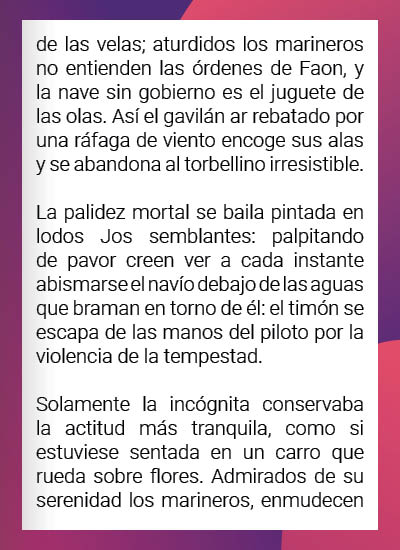 de las velas; aturdidos los marineros
no entienden las órdenes de Faon, y
la nave sin gobierno es el juguete de
las olas. Así el gavilán ar rebatado por
una ráfaga de viento encoge sus alas
y se abandona al torbellino irresistible.
La palidez mortal se baila pintada en
lodos Jos semblantes: palpitando
de pavor creen ver a cada instante
abismarse el navío debajo de las aguas
que braman en torno de él: el timón se
escapa de las manos del piloto por la
violencia de la tempestad.
Solamente la incógnita conservaba
la actitud más tranquila, como si
estuviese sentada en un carro que
rueda sobre flores. Admirados de su
serenidad los marineros, enmudecen